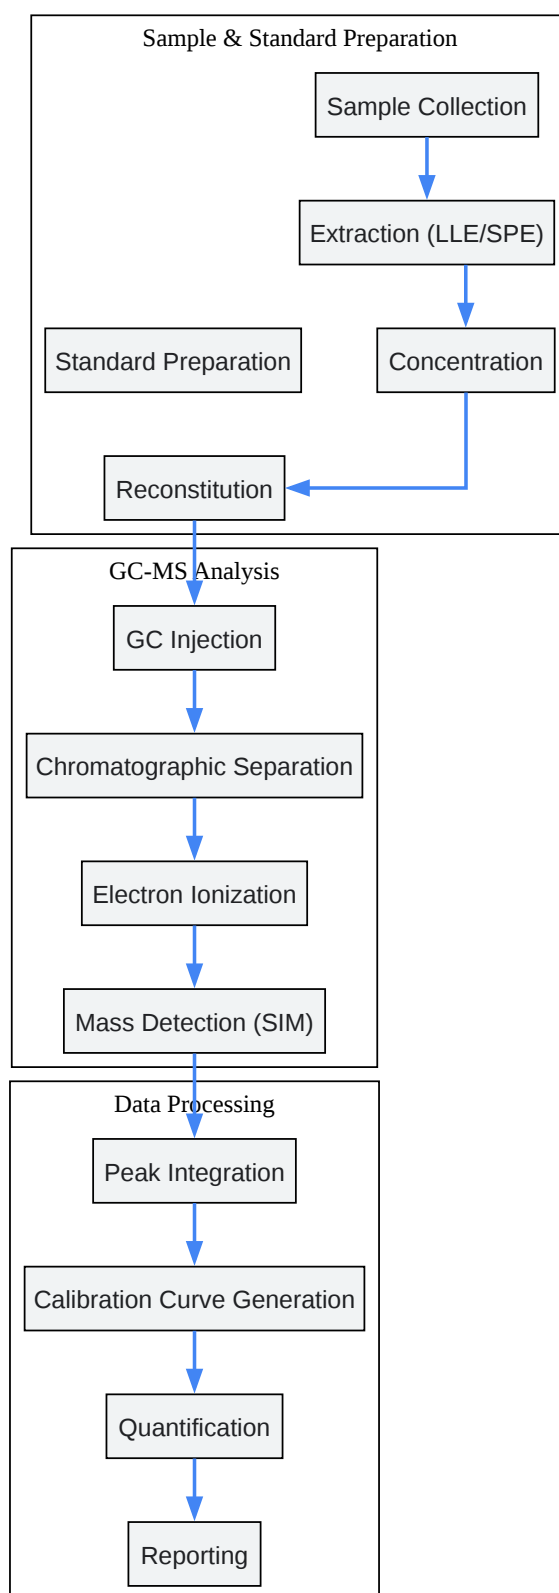 Sample & Standard Preparation
Sample Collection
Extraction (LLE/SPE)
Standard Preparation
Concentration
Reconstitution
GC-MS Analysis
GC Injection
Chromatographic Separation
Electron Ionization
Mass Detection (SIM)
Data Processing
Peak Integration
Calibration Curve Generation
Quantification
Reporting